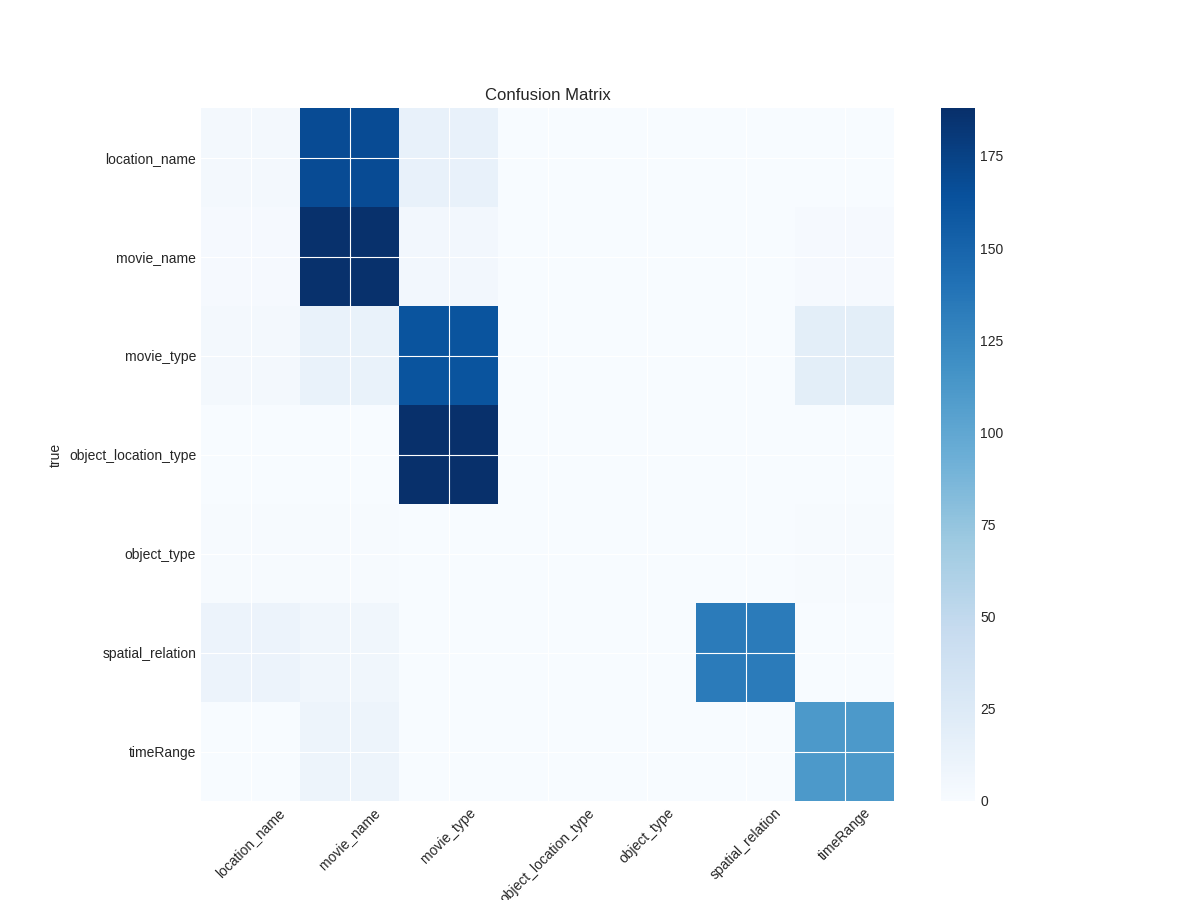 Confusion Matrix
true
location_name
movie_name
movie_type
object_location_type
object_type
spatial_relation
timeRange
location_name
movie_name
movie_type
object_location_type
object_type
spatial_relation
timeRange
175
150
125
100
75
50
25
0